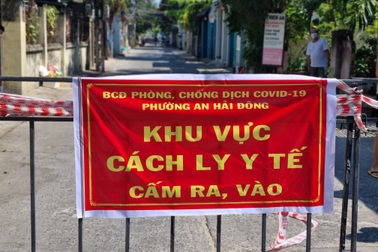 BCĐ PHÒNG, CHỐNG DỊCH COVID-19
PHƯỜNG AN HẢI ĐÔNG
KHU VỰC
CÁCH LY Y TẾ
CẤM RA, VÀO